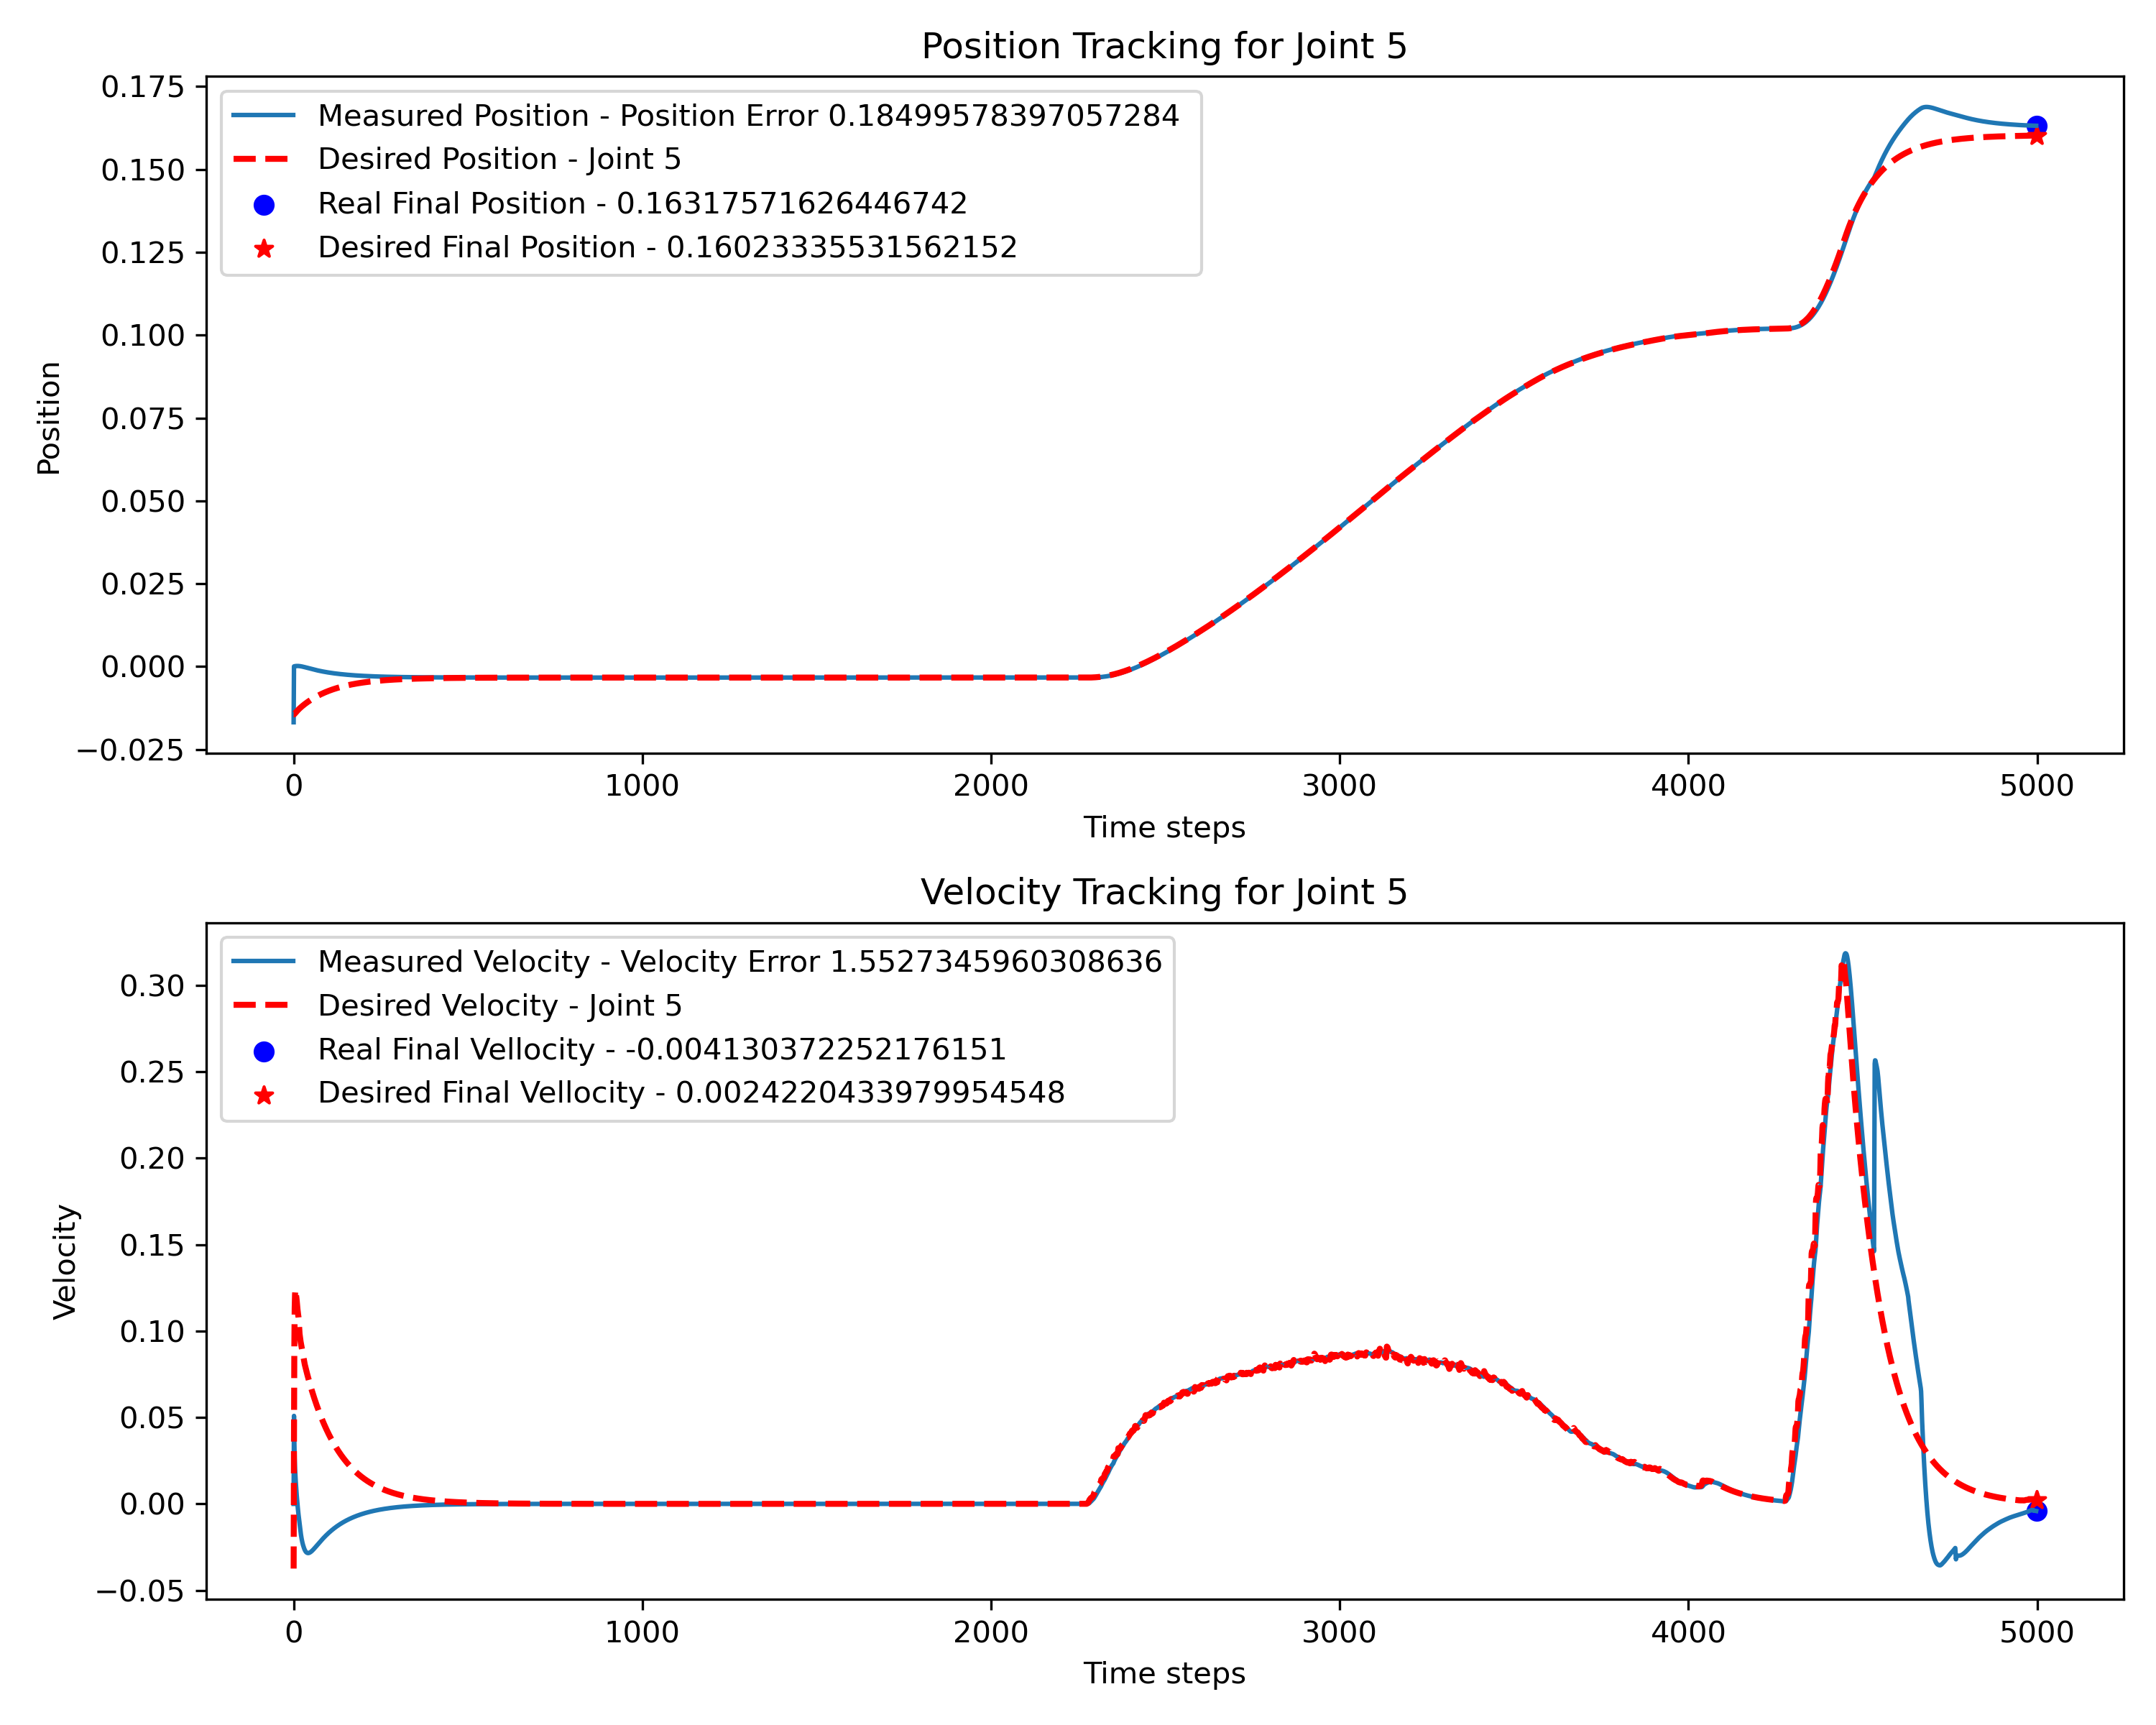 Position Tracking for Joint 5
Measured Position - Position Error 0.18499578397057284
Desired Position - Joint 5
Real Final Position - 0.16317571626446742
Desired Final Position - 0.16023335531562152
Position
0.175
0.150
0.125
0.100
0.075
0.050
0.025
0.000
−0.025
0 1000 2000 3000 4000 5000
Time steps
Velocity Tracking for Joint 5
Measured Velocity - Velocity Error 1.5527345960308636
Desired Velocity - Joint 5
Real Final Vellocity - -0.004130372252176151
Desired Final Vellocity - 0.0024220433979954548
Velocity
0.30
0.25
0.20
0.15
0.10
0.05
0.00
−0.05
0 1000 2000 3000 4000 5000
Time steps